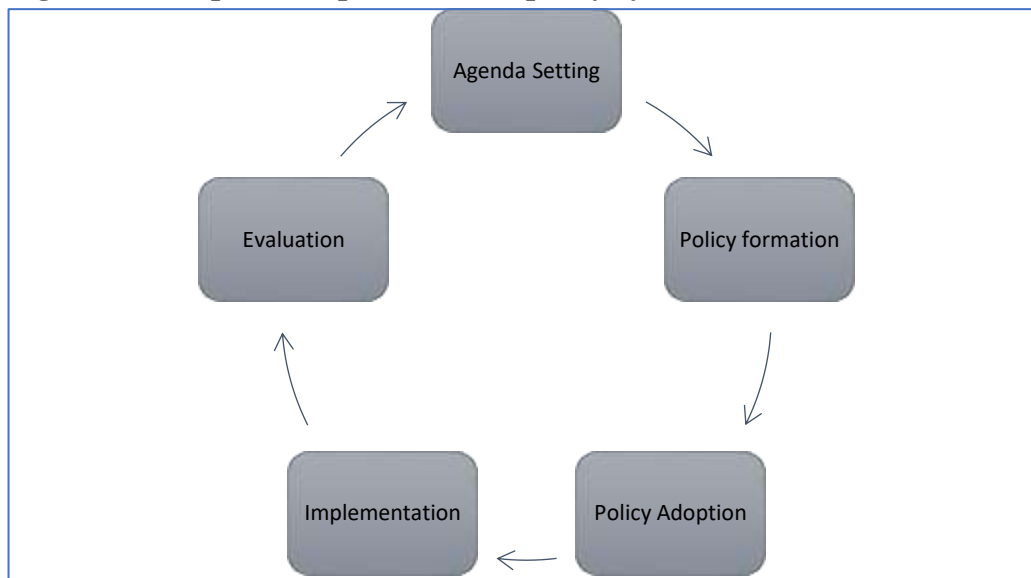 Agenda Setting
Policy formation
Policy Adoption
Implementation
Evaluation